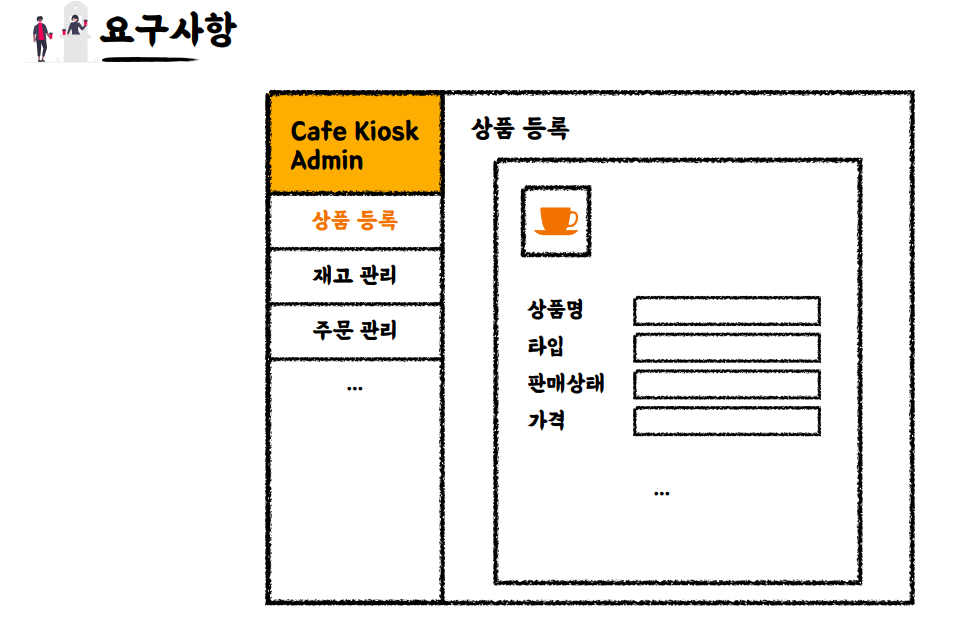 요구사항
Cafe Kiosk
Admin
상품 등록
재고 관리
주문 관리
...
상품 등록
상품명
타입
판매상태
가격
...